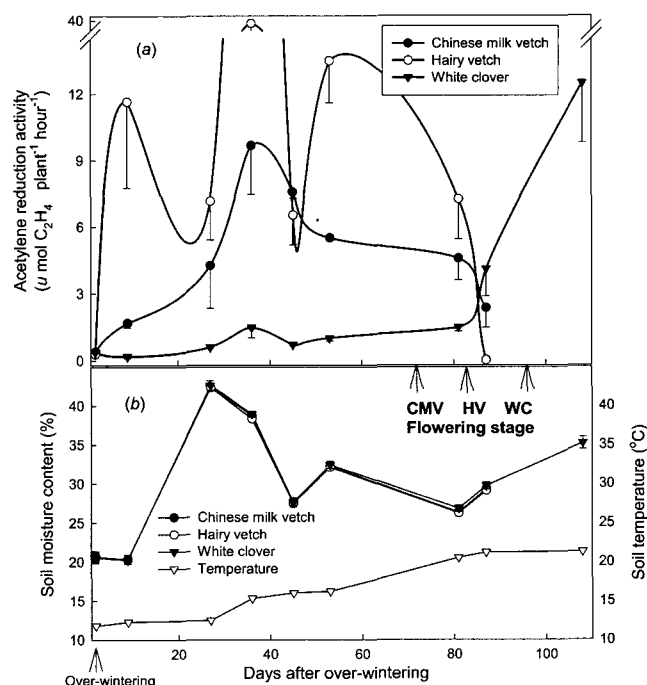 40
(a)
Chinese milk vetch
Hairy vetch
White clover
12
9
6
3
0
Acetylene reduction activity
(u mol C₂H₄ plant⁻¹ hour⁻¹)
CMV HV WC
Flowering stage
(b)
40
35
30
25
20
15
10
Soil moisture content (%)
Chinese milk vetch
Hairy vetch
White clover
Temperature
40
35
30
25
20
15
10
Soil temperature (°C)
20 40 60 80 100
Days after over-wintering
Over-wintering